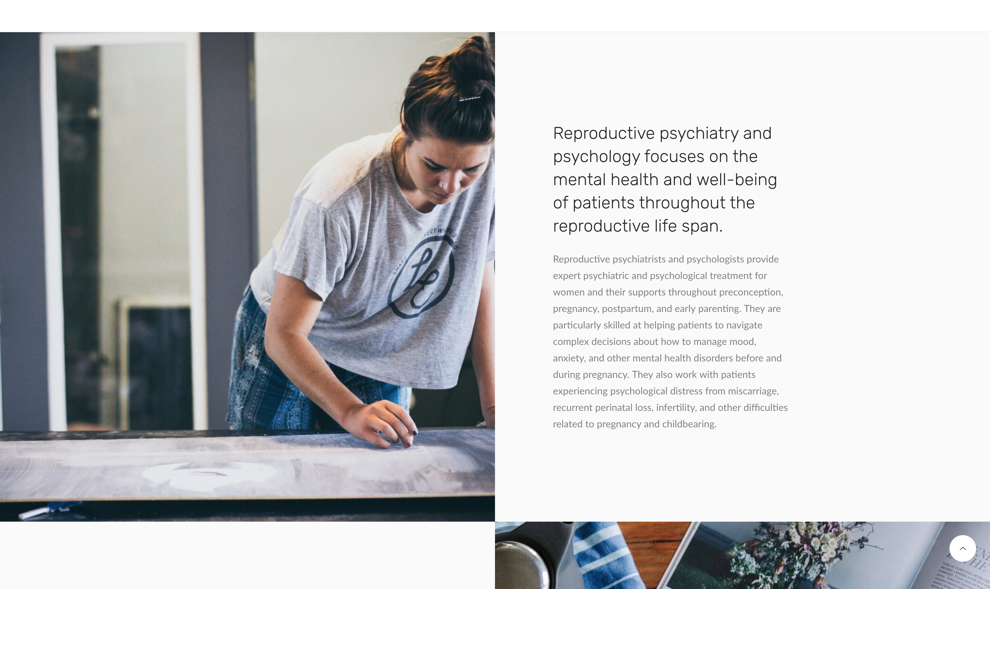 Reproductive psychiatry and
psychology focuses on the
mental health and well-being
of patients throughout the
reproductive life span.
Reproductive psychiatrists and psychologists provide
expert psychiatric and psychological treatment for
women and their supports throughout preconception,
pregnancy, postpartum, and early parenting. They are
particularly skilled at helping patients to navigate
complex decisions about how to manage mood,
anxiety, and other mental health disorders before and
during pregnancy. They also work with patients
experiencing psychological distress from miscarriage,
recurrent perinatal loss, infertility, and other difficulties
related to pregnancy and childbearing.